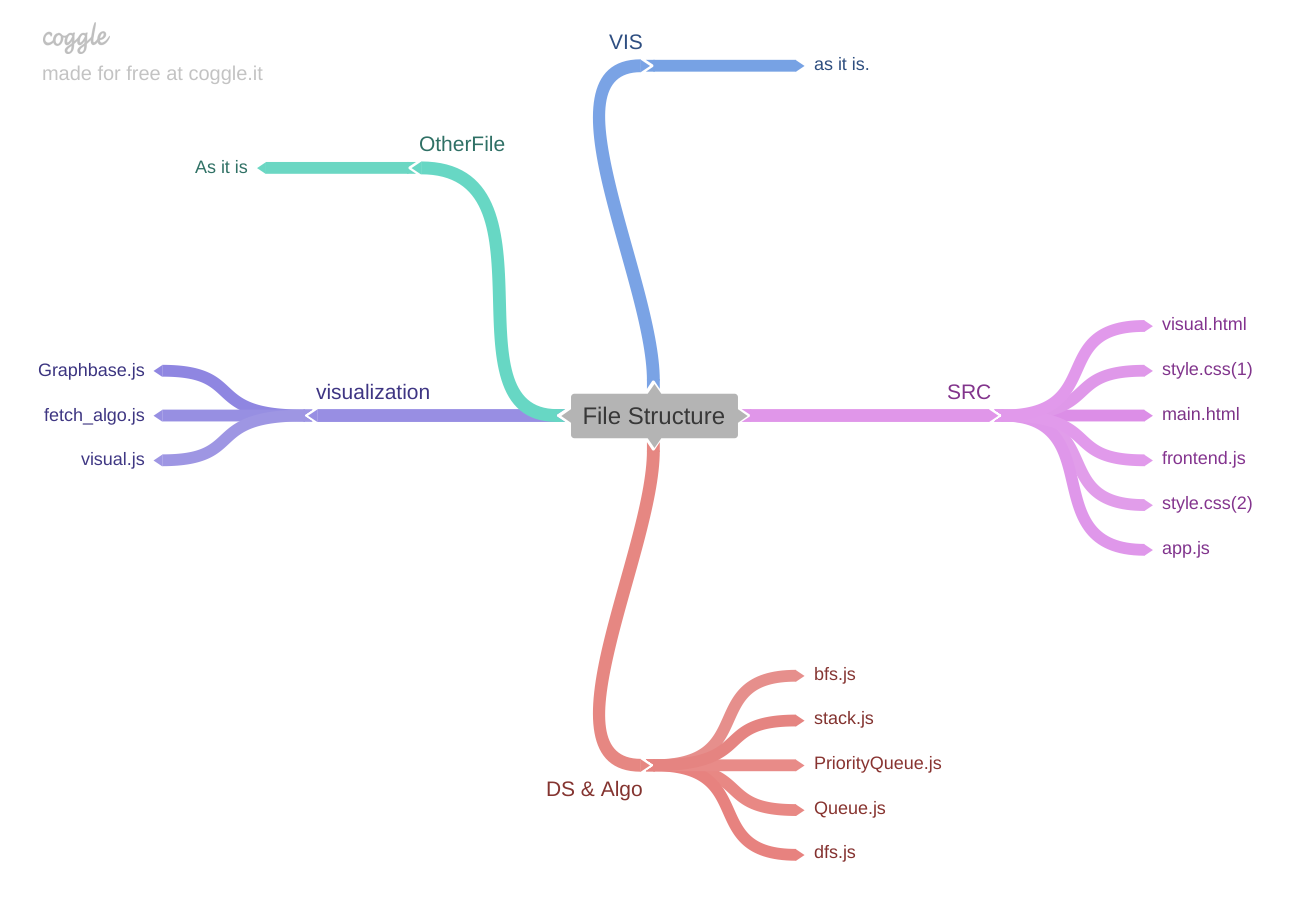 coggle
made for free at coggle.it
VIS
as it is.
OtherFile
As it is
visualization
Graphbase.js
fetch_algo.js
visual.js
File Structure
SRC
visual.html
style.css(1)
main.html
frontend.js
style.css(2)
app.js
DS & Algo
bfs.js
stack.js
PriorityQueue.js
Queue.js
dfs.js